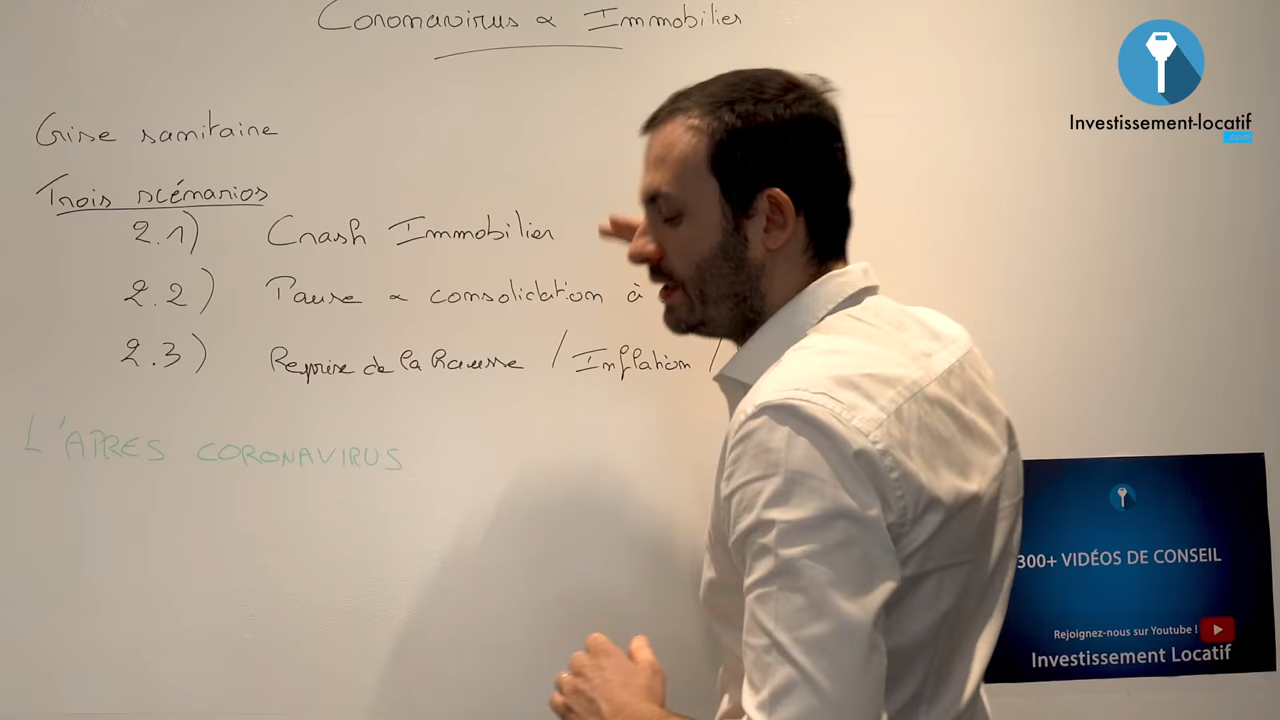 Coronavirus & Immobilier
Crise sanitaire
Trois scénarios
2.1) Crash Immobilier
2.2) Pause & consolidation à
2.3) Reprise de la hausse / Inflation /
L'APRES CORONAVIRUS
Investissement-locatif
.com
300+ VIDÉOS DE CONSEIL
Rejoignez-nous sur Youtube !
Investissement Locatif